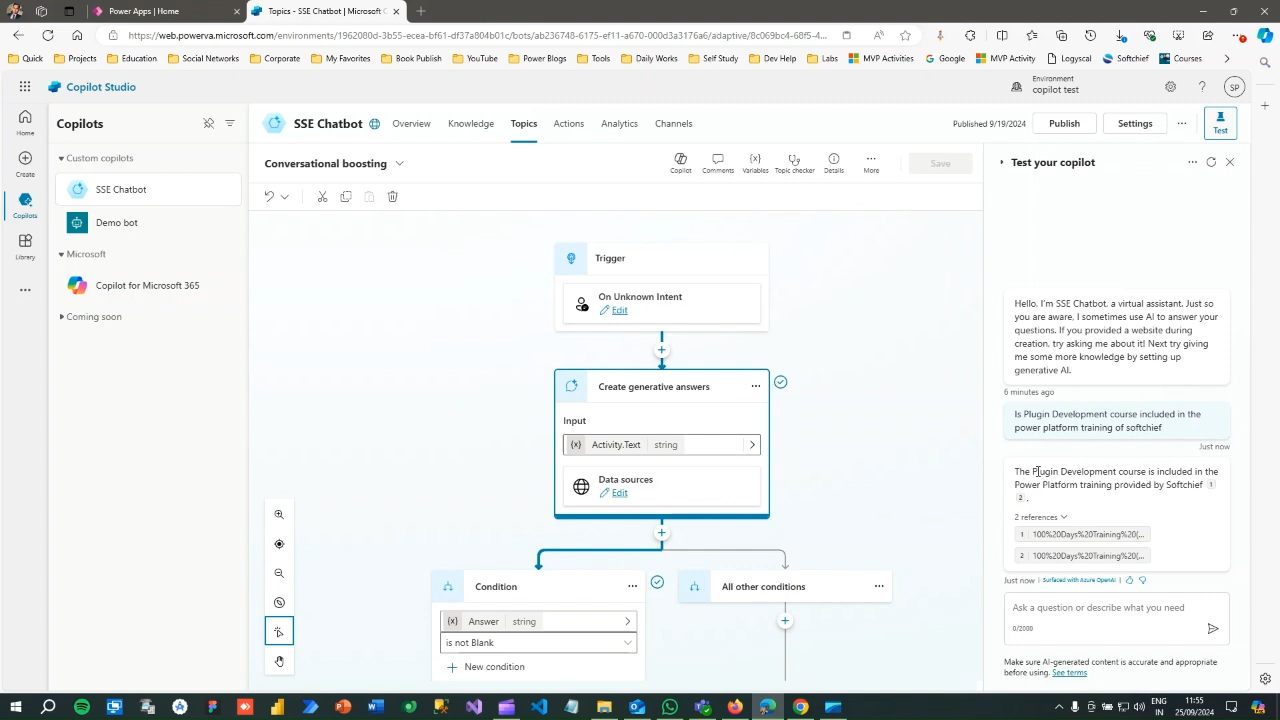 Power Apps | Home
Topics - SSE Chatbot | Microsoft C
https://web.powerva.microsoft.com/environments/1962080d-3b55-ecea-bf61-df37a804b01c/bots/ab236748-6175-ef11-a670-000d3a3176a6/adaptive/8c069bc4-68f5-4...
Quick
Projects
Education
Social Networks
Corporate
My Favorites
Book Publish
YouTube
Power Blogs
Tools
Daily Works
Self Study
Dev Help
Labs
MVP Activities
Google
MVP Activity
Logyscal
Softchief
Courses
Copilot Studio
Environment
copilot test
SP
Home
Create
Copilots
Library
Copilots
Custom copilots
SSE Chatbot
Demo bot
Microsoft
Copilot for Microsoft 365
Coming soon
SSE Chatbot
Overview
Knowledge
Topics
Actions
Analytics
Channels
Published 9/19/2024
Publish
Settings
Test
Conversational boosting
Copilot
Comments
Variables
Topic checker
Details
More
Save
Trigger
On Unknown Intent
Edit
Create generative answers
Input
{x} Activity.Text string
Data sources
Edit
Condition
{x} Answer string
is not Blank
New condition
All other conditions
Test your copilot
Hello, I'm SSE Chatbot, a virtual assistant. Just so
you are aware, I sometimes use AI to answer your
questions. If you provided a website during
creation, try asking me about it! Next try giving
me some more knowledge by setting up
generative AI.
6 minutes ago
Is Plugin Development course included in the
power platform training of softchief
Just now
The Plugin Development course is included in the
Power Platform training provided by Softchief 1
2 .
2 references
1 100%20Days%20Training%20(...
2 100%20Days%20Training%20(...
Just now | Surfaced with Azure OpenAI |
Ask a question or describe what you need
0/2000
Make sure AI-generated content is accurate and appropriate
before using. See terms
ENG
IN
11:55
25/09/2024